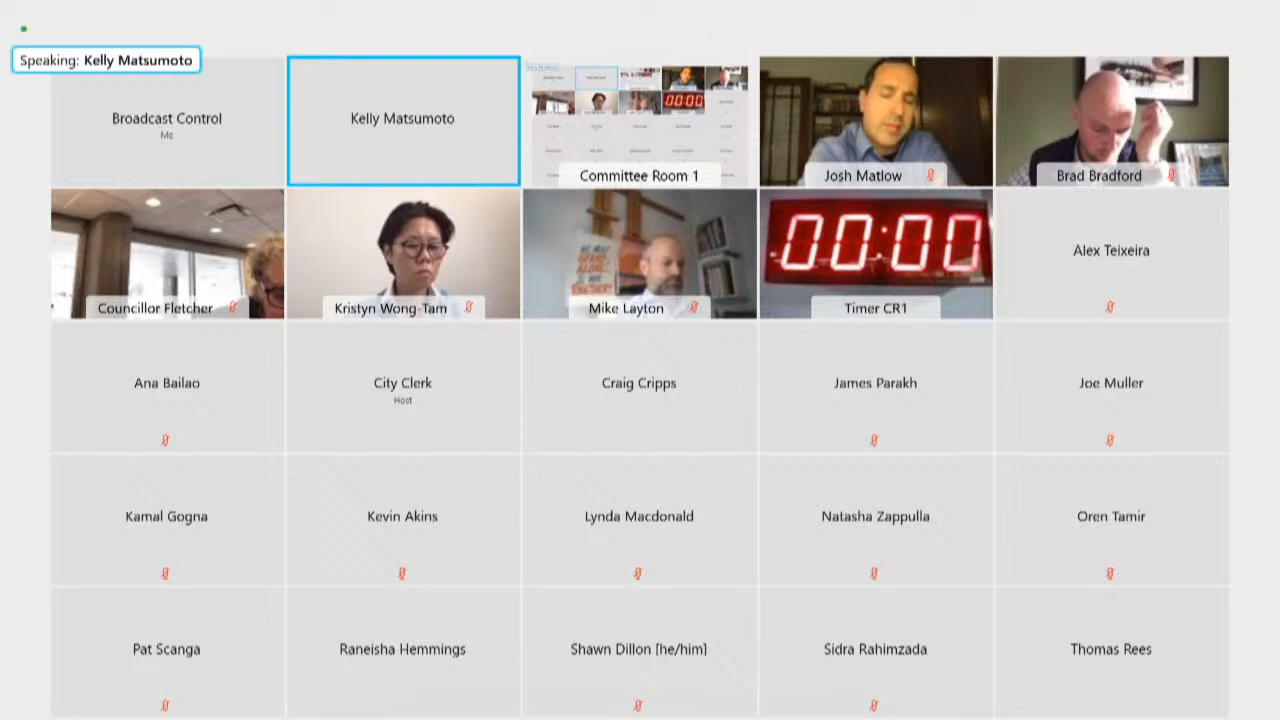 Speaking: Kelly Matsumoto
Broadcast Control
Me
Kelly Matsumoto
Committee Room 1
Josh Matlow
Brad Bradford
Councillor Fletcher
Kristyn Wong-Tam
Mike Layton
00:00
Timer CR1
Alex Teixeira
Ana Bailao
City Clerk
Host
Craig Cripps
James Parakh
Joe Muller
Kamal Gogna
Kevin Akins
Lynda Macdonald
Natasha Zappulla
Oren Tamir
Pat Scanga
Raneisha Hemmings
Shawn Dillon [he/him]
Sidra Rahimzada
Thomas Rees